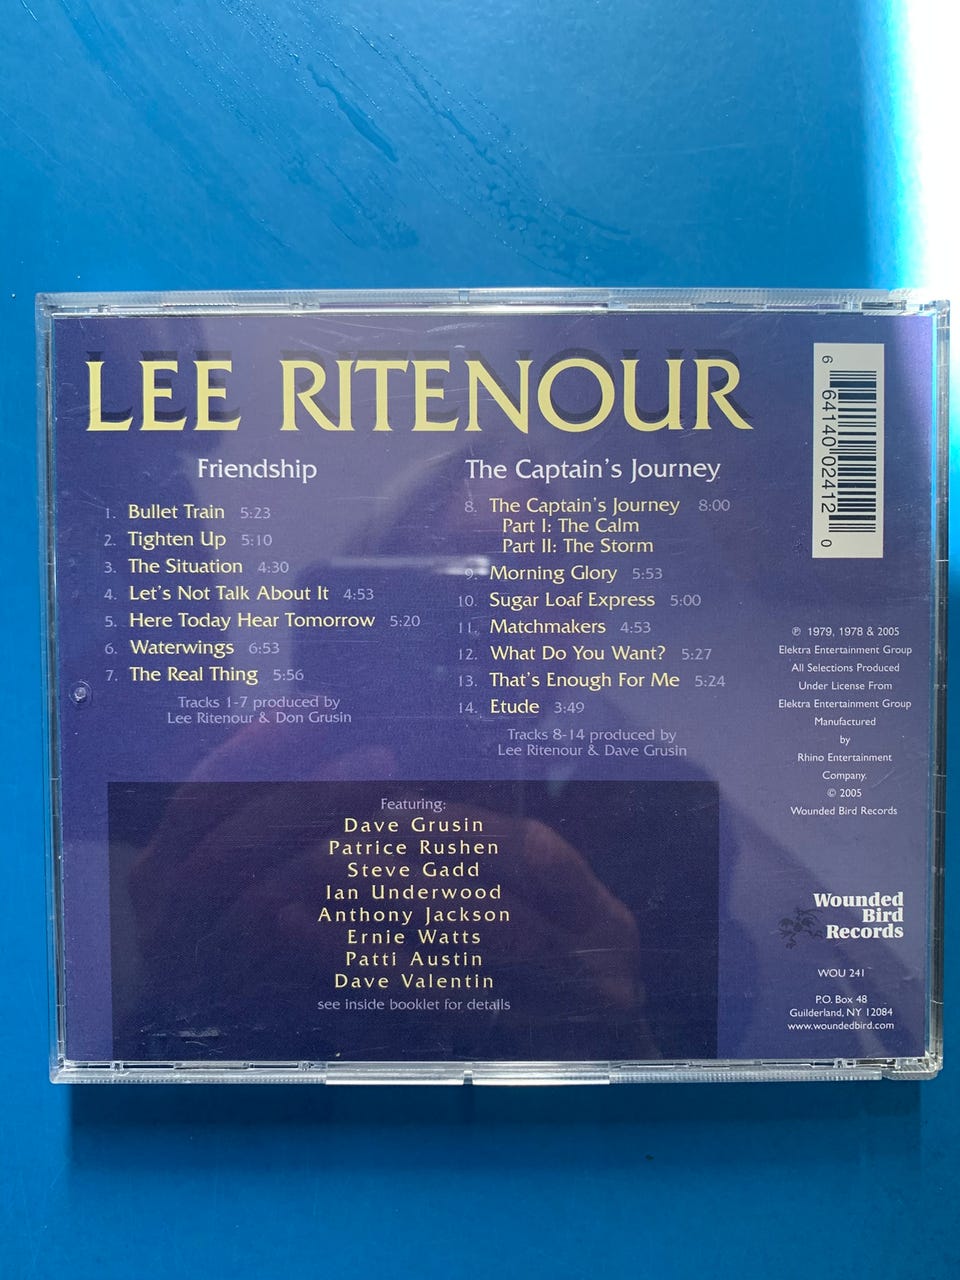 LEE RITENOUR
Friendship
1. Bullet Train 5:23
2. Tighten Up 5:10
3. The Situation 4:30
4. Let's Not Talk About It 4:53
5. Here Today Hear Tomorrow 5:20
6. Waterwings 6:53
7. The Real Thing 5:56
Tracks 1-7 produced by
Lee Ritenour & Don Grusin
The Captain's Journey
8. The Captain's Journey 8:00
Part I: The Calm
Part II: The Storm
9. Morning Glory 5:53
10. Sugar Loaf Express 5:00
11. Matchmakers 4:53
12. What Do You Want? 5:27
13. That's Enough For Me 5:24
14. Etude 3:49
Tracks 8-14 produced by
Lee Ritenour & Dave Grusin
Featuring:
Dave Grusin
Patrice Rushen
Steve Gadd
Ian Underwood
Anthony Jackson
Ernie Watts
Patti Austin
Dave Valentin
see inside booklet for details
6 64140 02412 0
℗ 1979, 1978 & 2005
Elektra Entertainment Group
All Selections Produced
Under License From
Elektra Entertainment Group
Manufactured
by
Rhino Entertainment
Company.
© 2005
Wounded Bird Records
Wounded
Bird
Records
WOU 241
P.O. Box 48
Guilderland, NY 12084
www.woundedbird.com